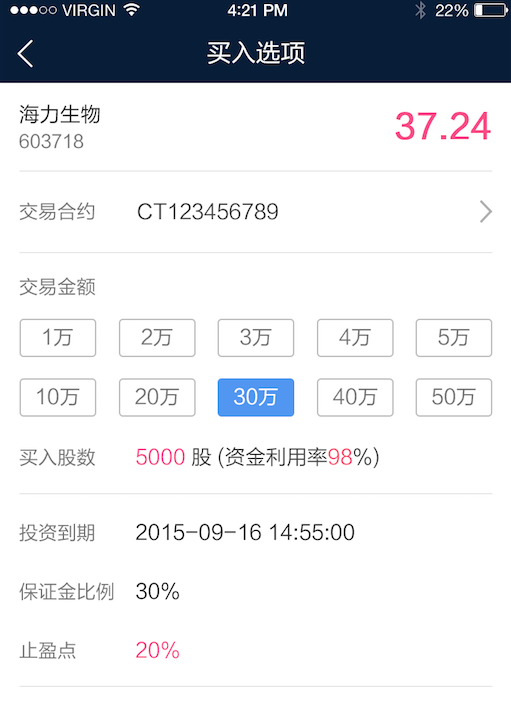 VIRGIN 4:21 PM 22%
买入选项
海力生物
603718
37.24
交易合约 CT123456789
交易金额
1万 2万 3万 4万 5万
10万 20万 30万 40万 50万
买入股数 5000 股 (资金利用率98%)
投资到期 2015-09-16 14:55:00
保证金比例 30%
止盈点 20%